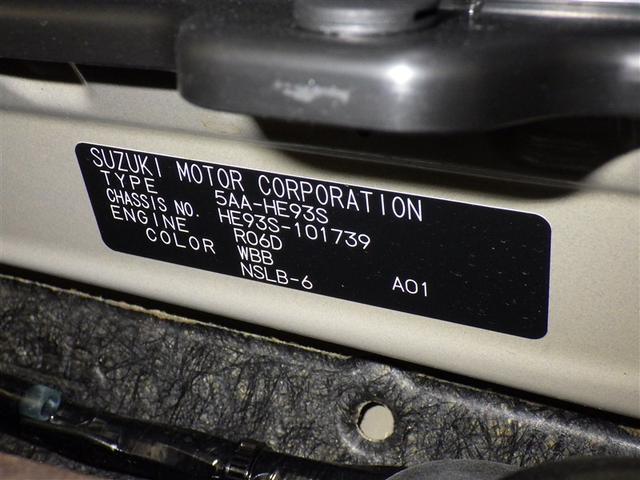 SUZUKI MOTOR CORPORATION
TYPE 5AA-HE93S
CHASSIS NO. HE93S-101739
ENGINE R06D
COLOR WBB
NSLB-6 A01